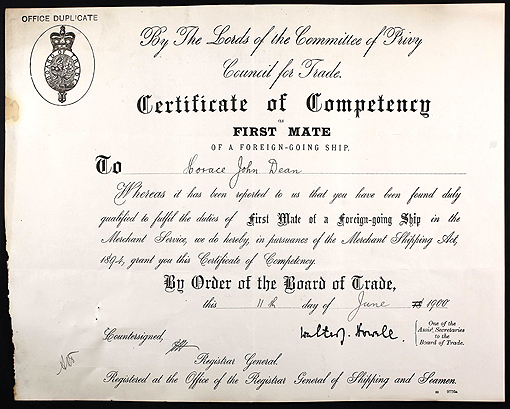 OFFICE DUPLICATE
By The Lords of the Committee of Privy
Council for Trade.
Certificate of Competency
as
FIRST MATE
OF A FOREIGN-GOING SHIP.
To Horace John Dean
Whereas it has been reported to us that you have been found duly
qualified to fulfil the duties of First Mate of a Foreign-going Ship in the
Merchant Service, we do hereby, in pursuance of the Merchant Shipping Act,
1894, grant you this Certificate of Competency.
By Order of the Board of Trade,
this 11th day of June 1900
One of the
Assist. Secretaries
to the
Board of Trade.
Countersigned,
Registrar General.
Registered at the Office of the Registrar General of Shipping and Seamen.